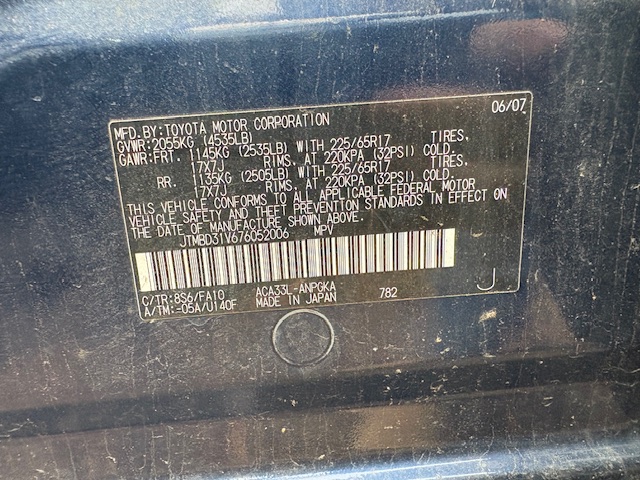 06/07
MFD.BY:TOYOTA MOTOR CORPORATION
GVWR:2055KG (4535LB)
GAWR:FRT. 1145KG (2535LB) WITH 225/65R17 TIRES,
17X7J RIMS, AT 220KPA (32PSI) COLD.
RR. 1135KG (2505LB) WITH 225/65R17 TIRES,
17X7J RIMS, AT 220KPA (32PSI) COLD.
THIS VEHICLE CONFORMS TO ALL APPLICABLE FEDERAL MOTOR
VEHICLE SAFETY AND THEFT PREVENTION STANDARDS IN EFFECT ON
THE DATE OF MANUFACTURE SHOWN ABOVE.
JTMBD31V676052006 MPV
C/TR:8S6/FA10 ACA33L-ANPGKA
A/TM:-05A/U140F MADE IN JAPAN 782 J